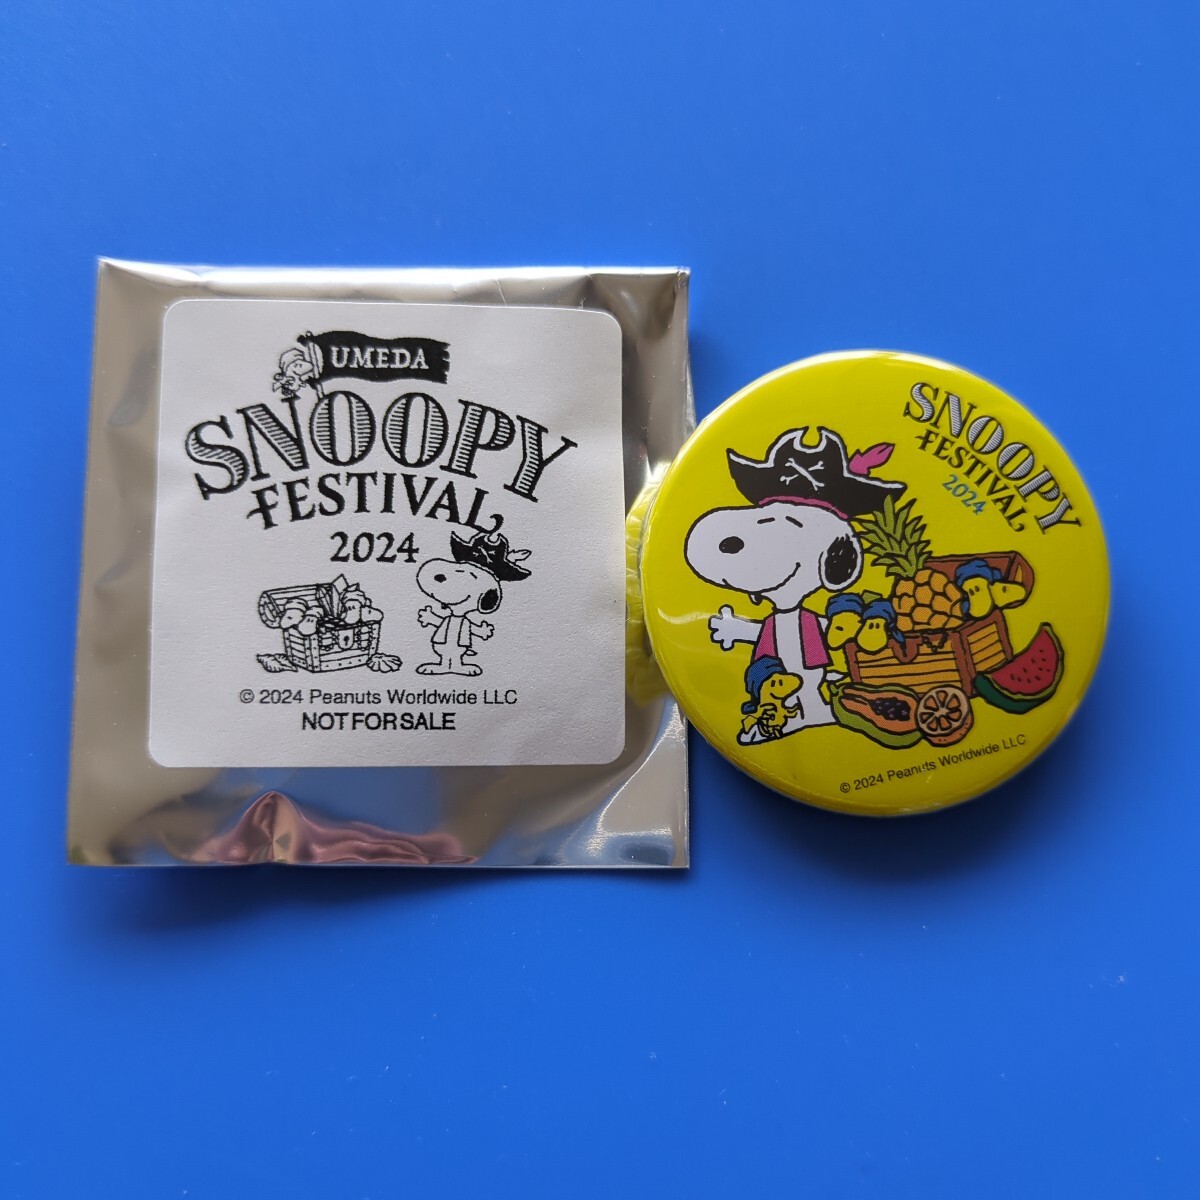 UMEDA
SNOOPY
FESTIVAL
2024
© 2024 Peanuts Worldwide LLC
NOT FOR SALE
SNOOPY
FESTIVAL
2024
© 2024 Peanuts Worldwide LLC